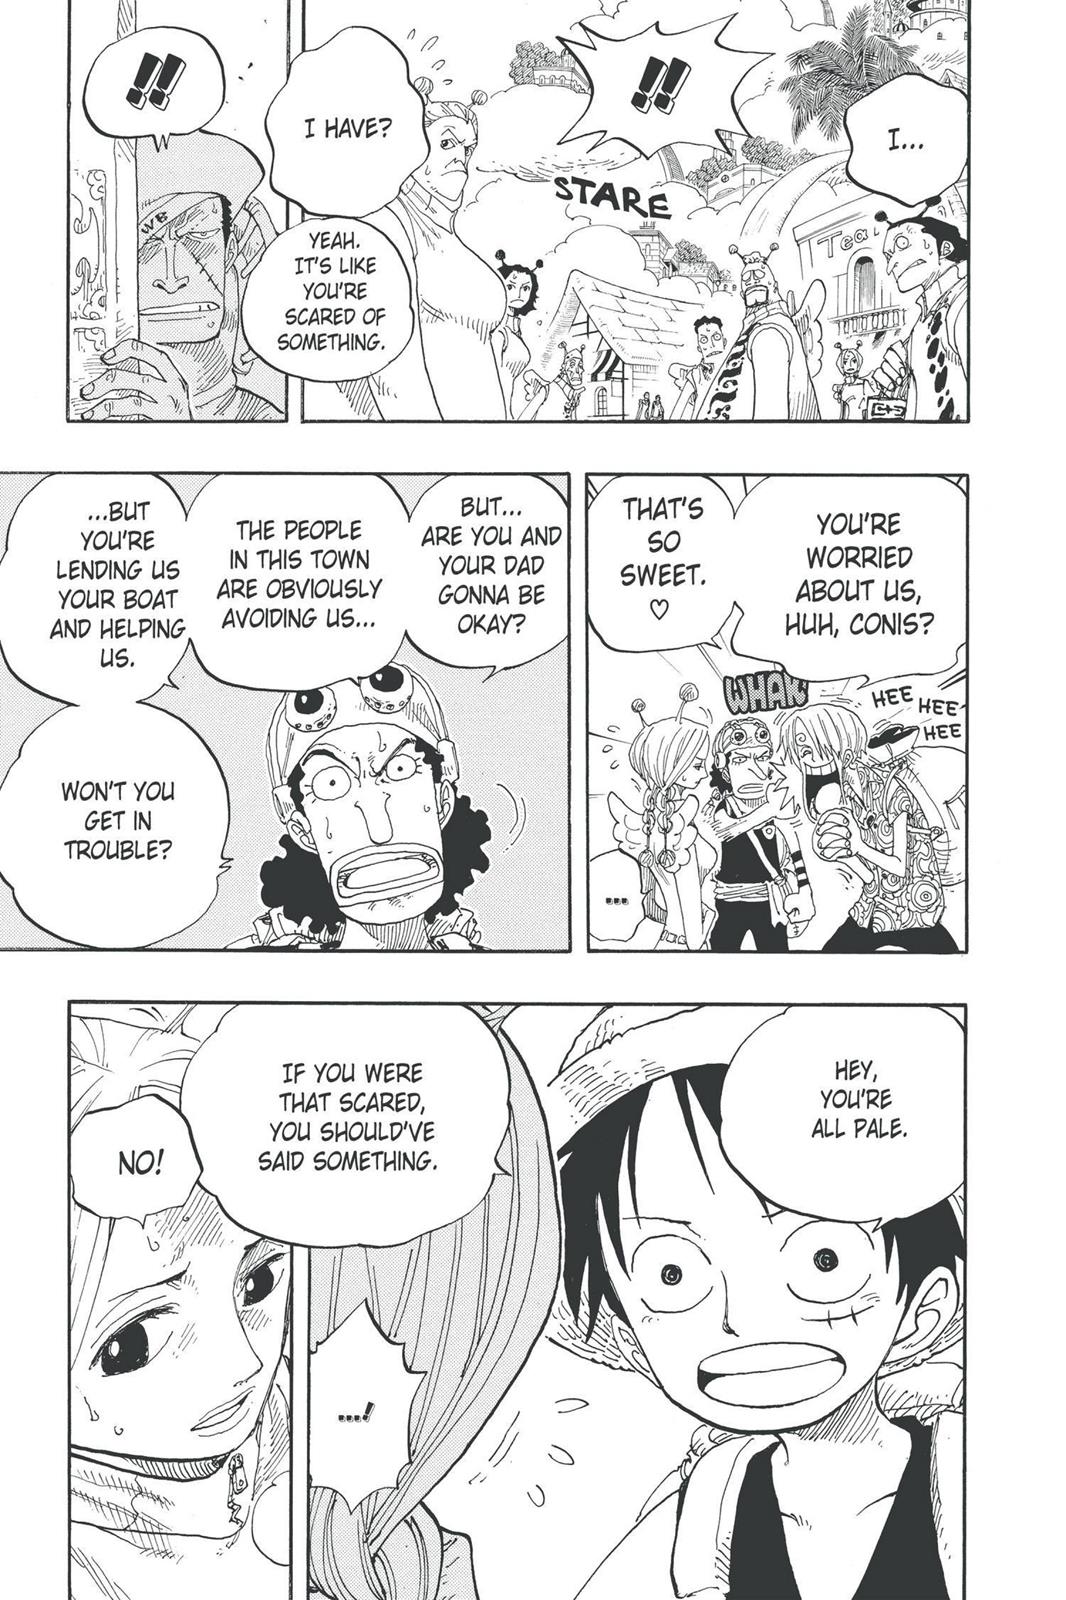 I...
!!
STARE
Tea
I HAVE?
YEAH.
IT'S LIKE
YOU'RE
SCARED OF
SOMETHING.
!!
WB
YOU'RE
WORRIED
ABOUT US,
HUH, CONIS?
THAT'S
SO
SWEET.
♡
WHAK
HEE
HEE
HEE
...
BUT...
ARE YOU AND
YOUR DAD
GONNA BE
OKAY?
THE PEOPLE
IN THIS TOWN
ARE OBVIOUSLY
AVOIDING US...
...BUT
YOU'RE
LENDING US
YOUR BOAT
AND HELPING
US.
WON'T YOU
GET IN
TROUBLE?
HEY,
YOU'RE
ALL PALE.
IF YOU WERE
THAT SCARED,
YOU SHOULD'VE
SAID SOMETHING.
...!
NO!